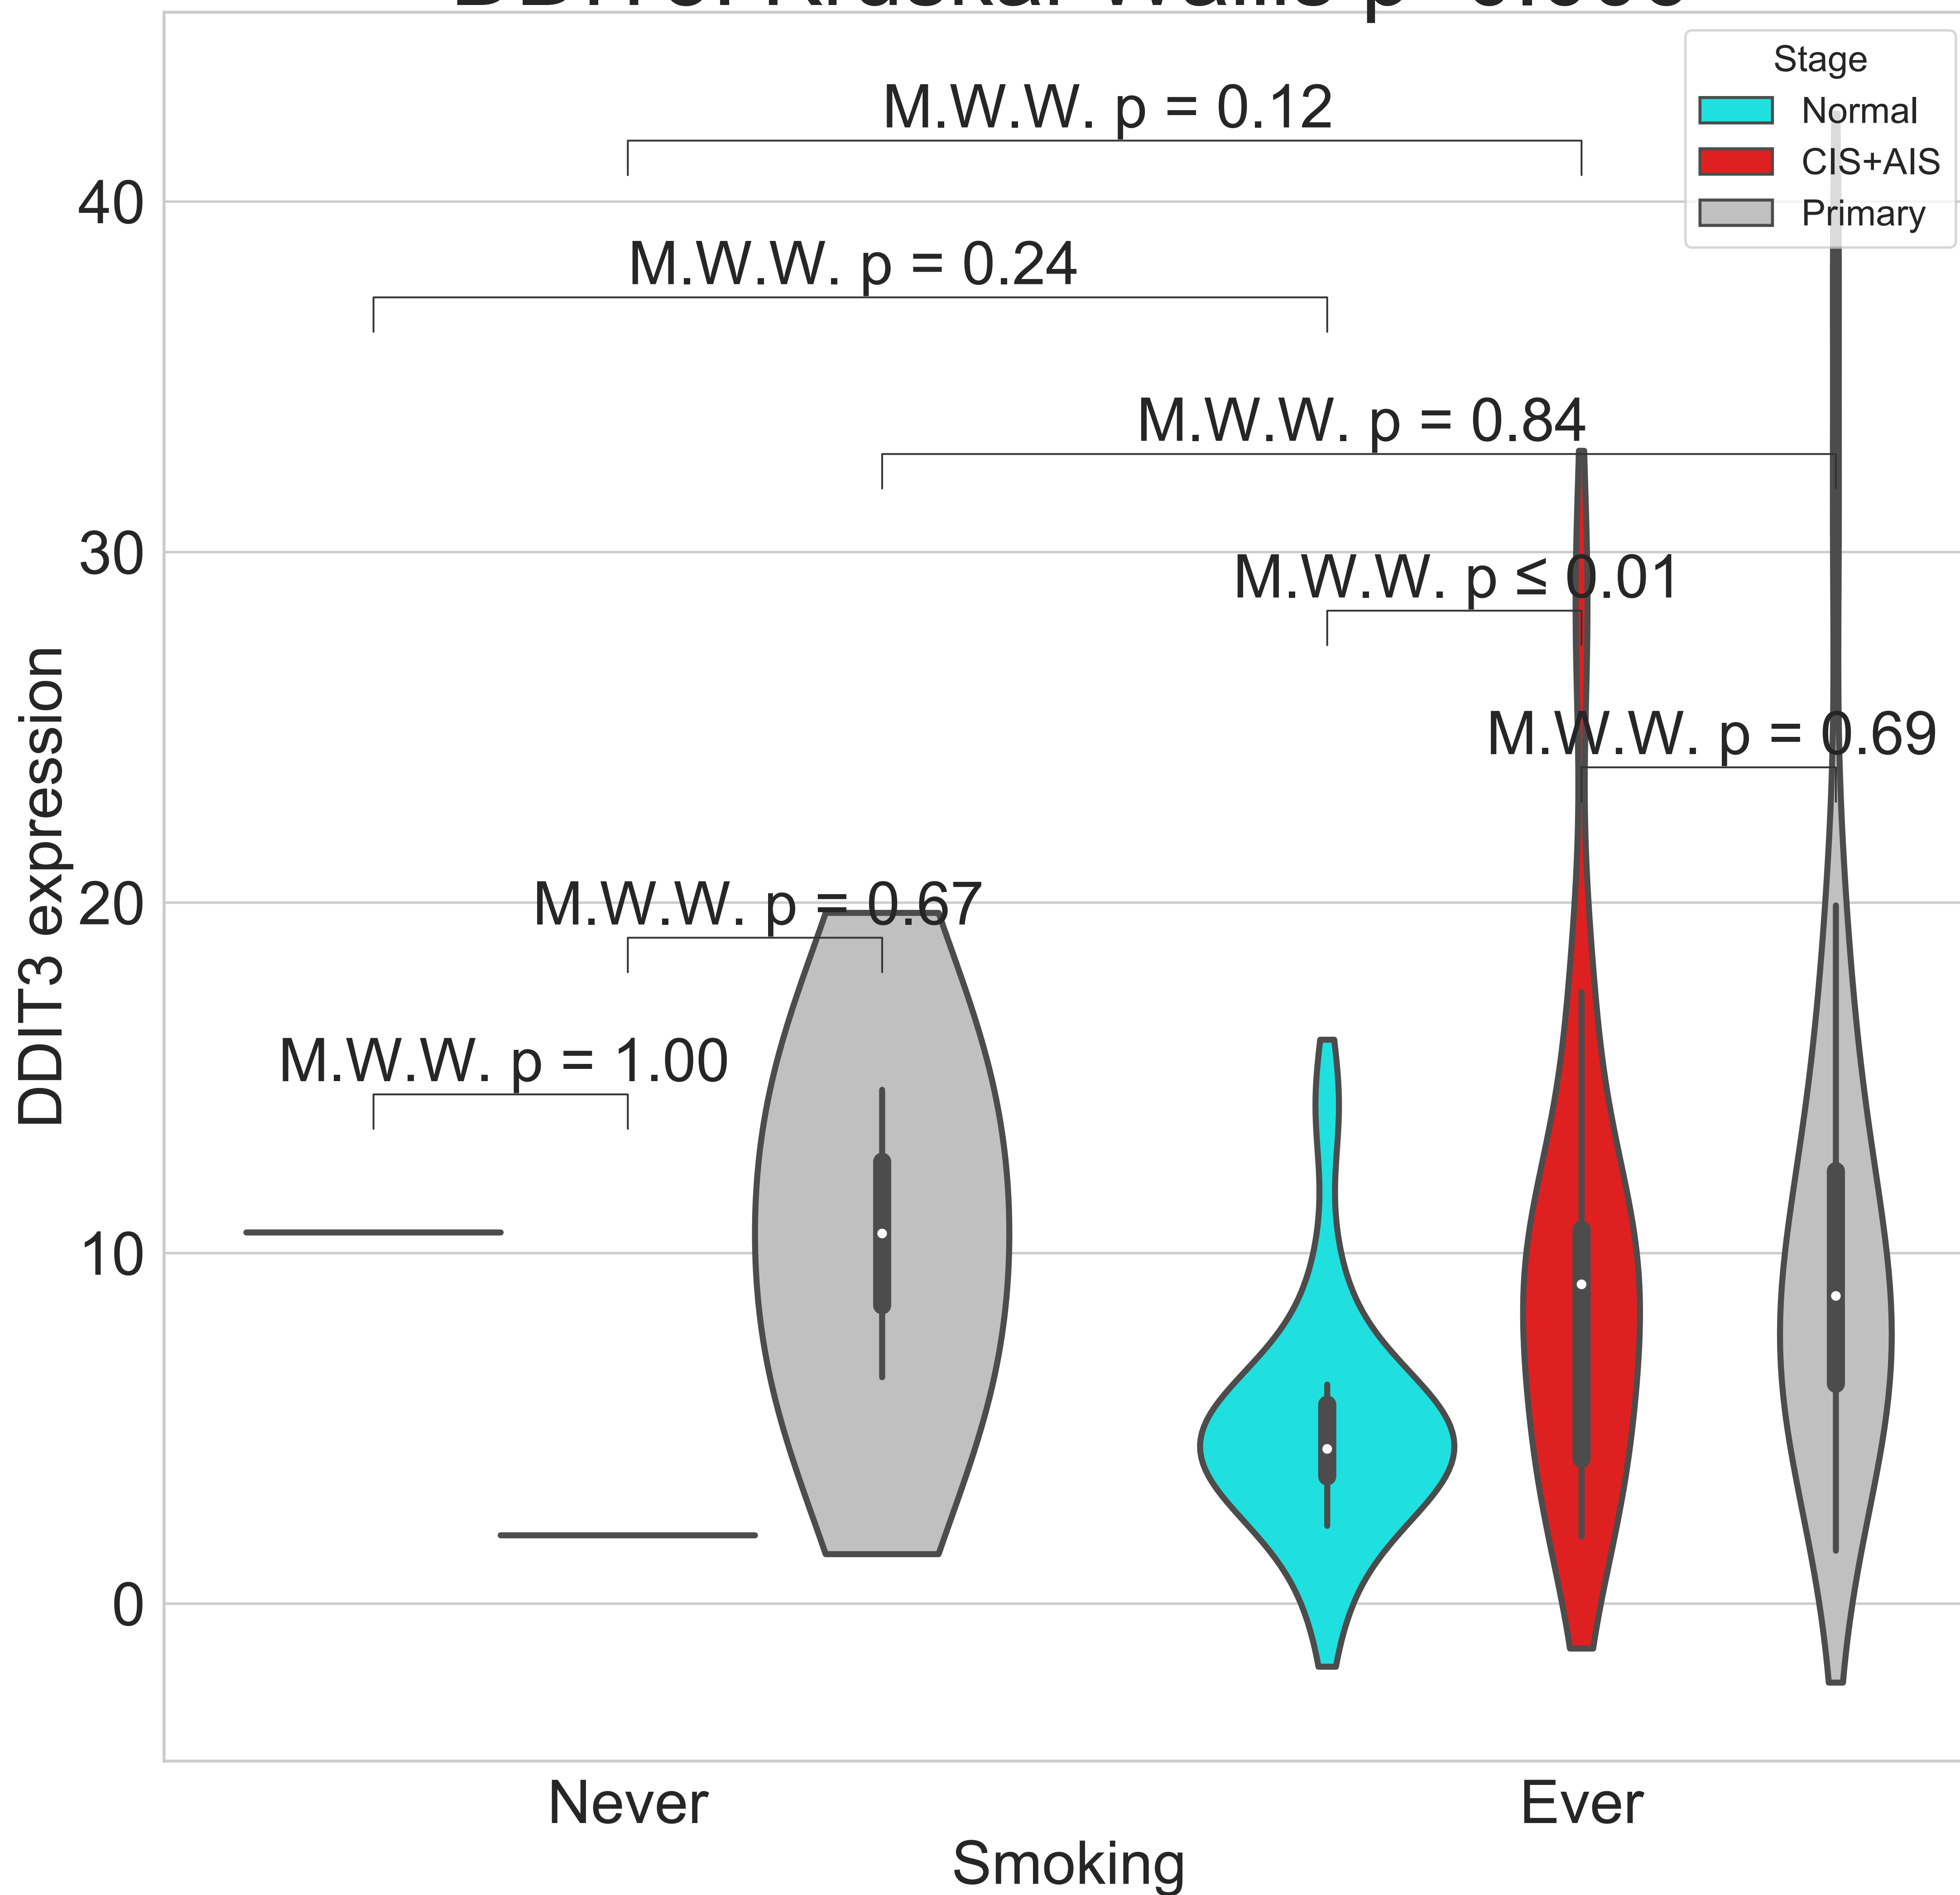 Stage
Normal
CIS+AIS
Primary
M.W.W. p = 0.12
M.W.W. p = 0.24
M.W.W. p = 0.84
M.W.W. p ≤ 0.01
M.W.W. p = 0.69
M.W.W. p = 0.67
M.W.W. p = 1.00
40
30
20
10
0
DDIT3 expression
Never
Ever
Smoking